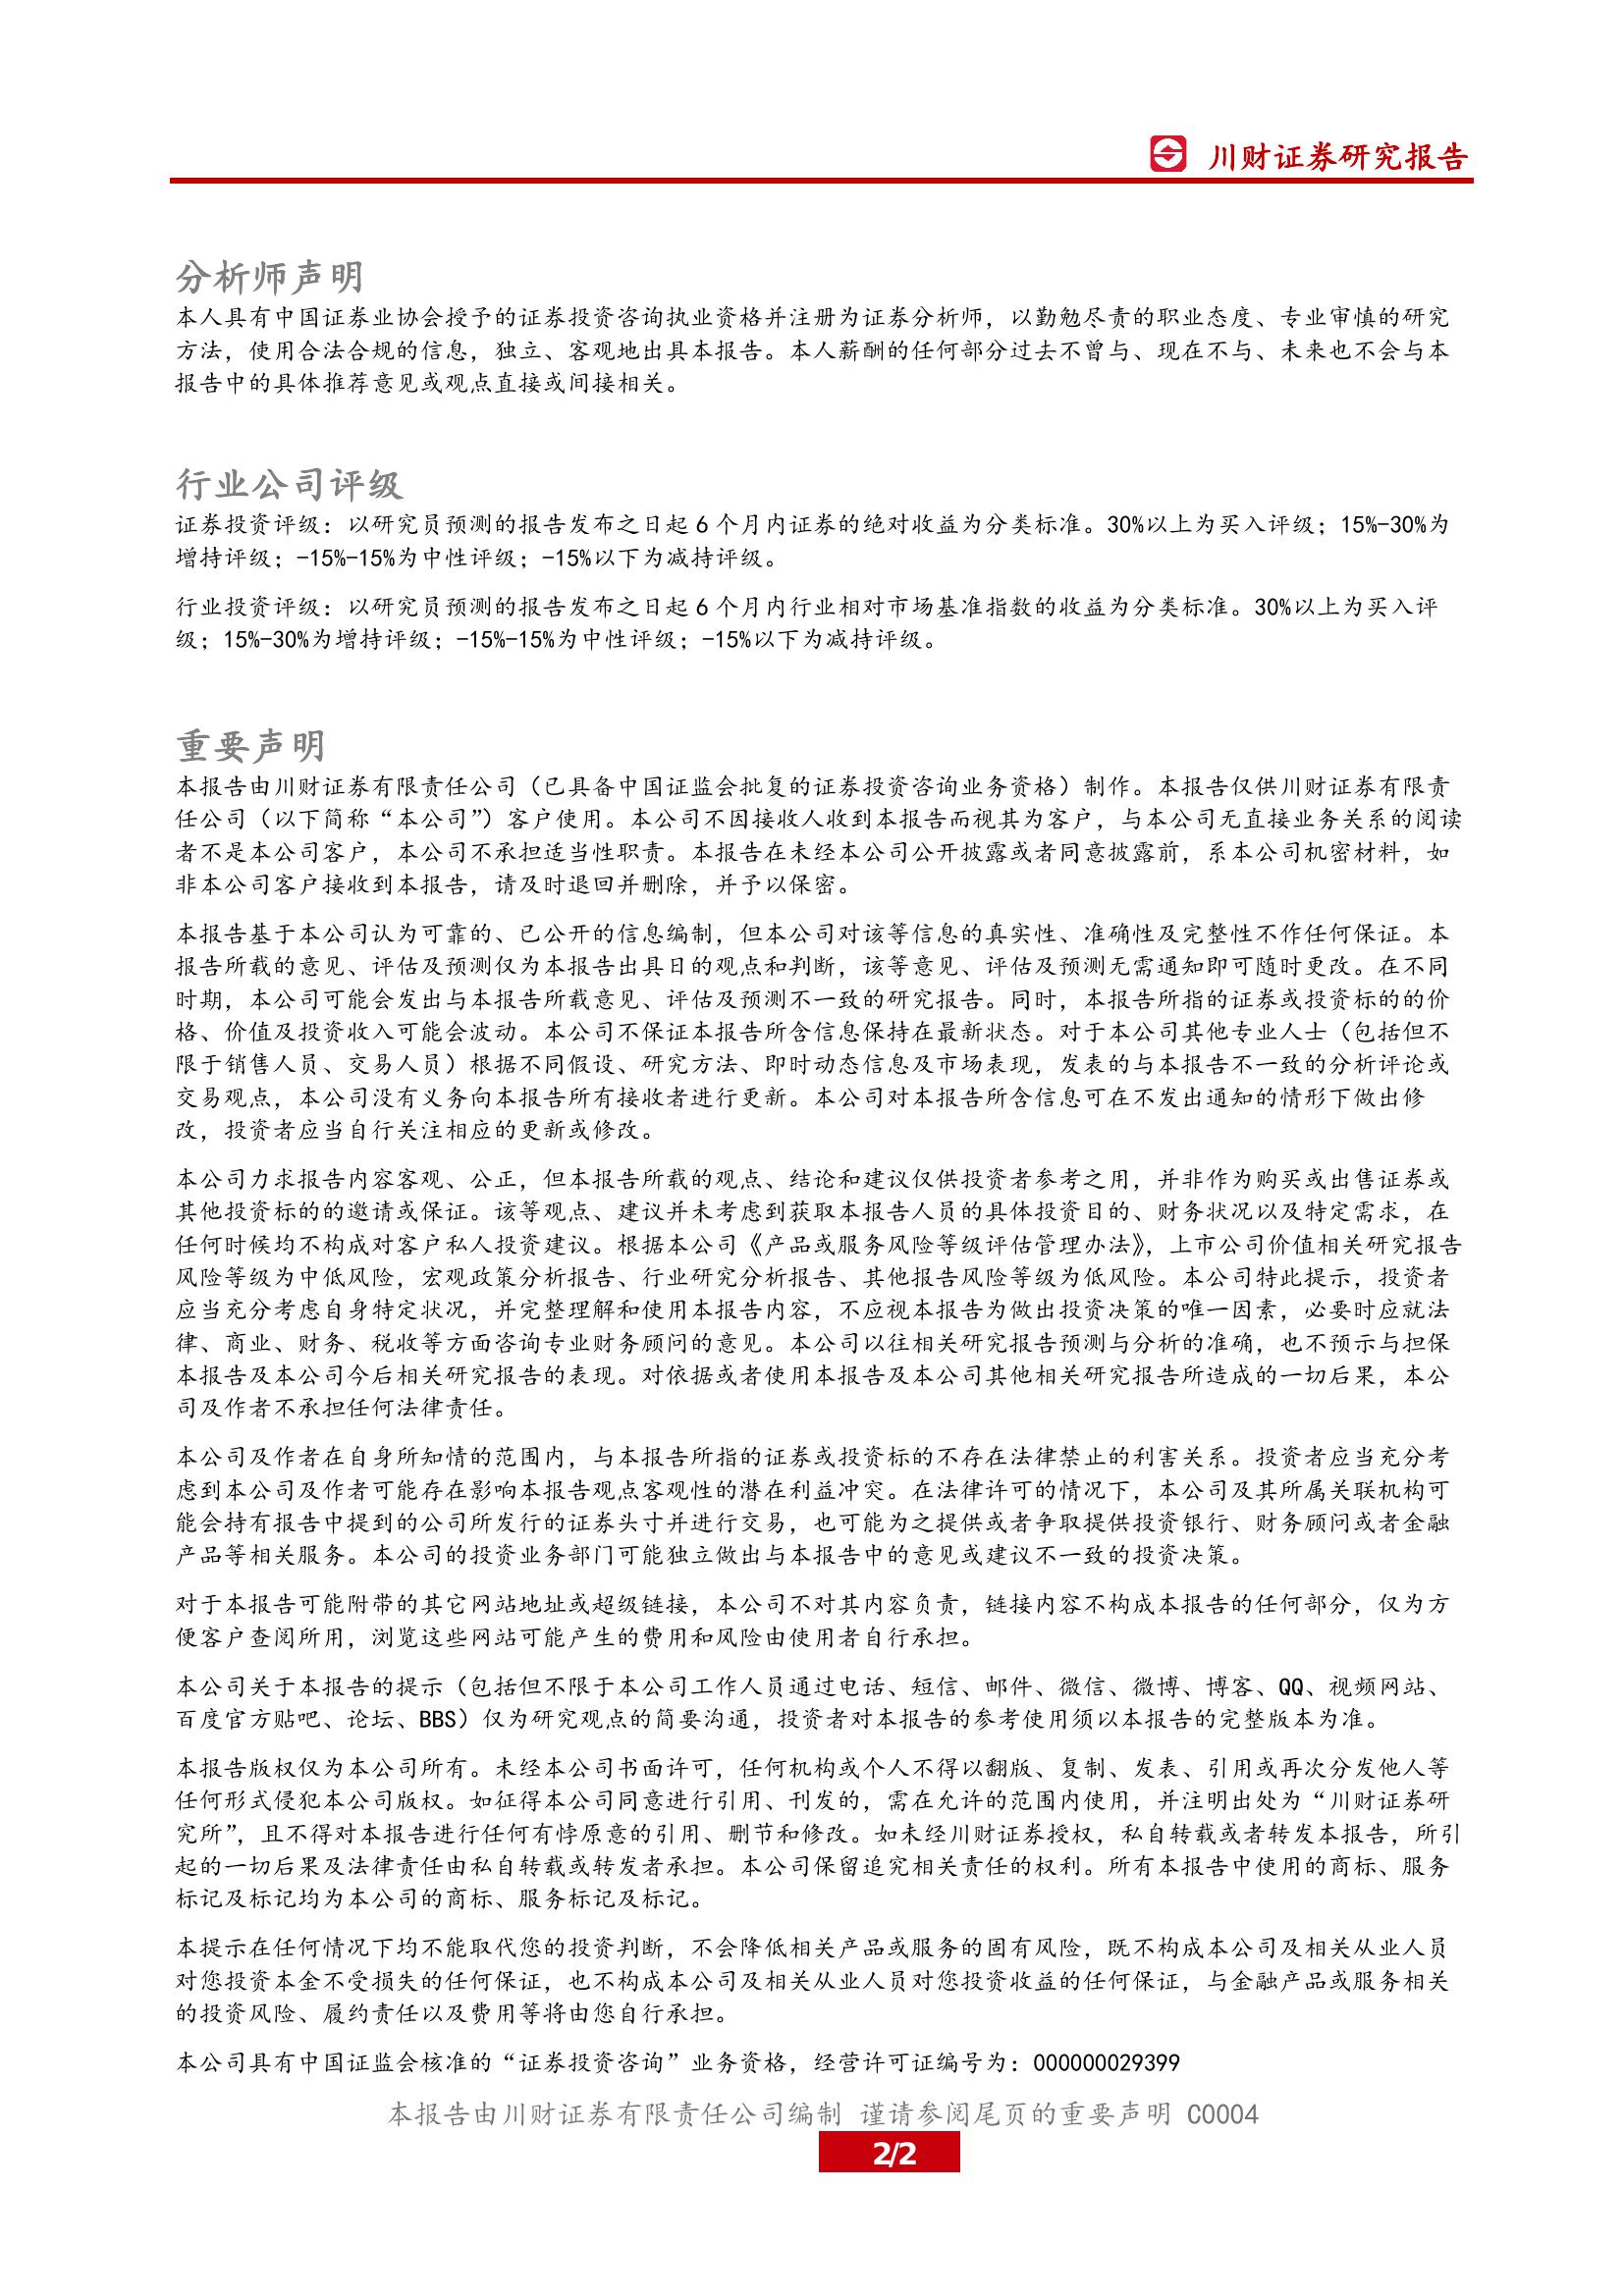 川财证券研究报告
分析师声明
本人具有中国证券业协会授予的证券投资咨询执业资格并注册为证券分析师，以勤勉尽责的职业态度、专业审慎的研究
方法，使用合法合规的信息，独立、客观地出具本报告。本人薪酬的任何部分过去不曾与、现在不与、未来也不会与本
报告中的具体推荐意见或观点直接或间接相关。
行业公司评级
证券投资评级：以研究员预测的报告发布之日起 6 个月内证券的绝对收益为分类标准。30%以上为买入评级；15%-30%为
增持评级；-15%-15%为中性评级；-15%以下为减持评级。
行业投资评级：以研究员预测的报告发布之日起 6 个月内行业相对市场基准指数的收益为分类标准。30%以上为买入评
级；15%-30%为增持评级；-15%-15%为中性评级；-15%以下为减持评级。
重要声明
本报告由川财证券有限责任公司（已具备中国证监会批复的证券投资咨询业务资格）制作。本报告仅供川财证券有限责
任公司（以下简称“本公司”）客户使用。本公司不因接收人收到本报告而视其为客户，与本公司无直接业务关系的阅读
者不是本公司客户，本公司不承担适当性职责。本报告在未经本公司公开披露或者同意披露前，系本公司机密材料，如
非本公司客户接收到本报告，请及时退回并删除，并予以保密。
本报告基于本公司认为可靠的、已公开的信息编制，但本公司对该等信息的真实性、准确性及完整性不作任何保证。本
报告所载的意见、评估及预测仅为本报告出具日的观点和判断，该等意见、评估及预测无需通知即可随时更改。在不同
时期，本公司可能会发出与本报告所载意见、评估及预测不一致的研究报告。同时，本报告所指的证券或投资标的的价
格、价值及投资收入可能会波动。本公司不保证本报告所含信息保持在最新状态。对于本公司其他专业人士（包括但不
限于销售人员、交易人员）根据不同假设、研究方法、即时动态信息及市场表现，发表的与本报告不一致的分析评论或
交易观点，本公司没有义务向本报告所有接收者进行更新。本公司对本报告所含信息可在不发出通知的情形下做出修
改，投资者应当自行关注相应的更新或修改。
本公司力求报告内容客观、公正，但本报告所载的观点、结论和建议仅供投资者参考之用，并非作为购买或出售证券或
其他投资标的的邀请或保证。该等观点、建议并未考虑到获取本报告人员的具体投资目的、财务状况以及特定需求，在
任何时候均不构成对客户私人投资建议。根据本公司《产品或服务风险等级评估管理办法》，上市公司价值相关研究报告
风险等级为中低风险，宏观政策分析报告、行业研究分析报告、其他报告风险等级为低风险。本公司特此提示，投资者
应当充分考虑自身特定状况，并完整理解和使用本报告内容，不应视本报告为做出投资决策的唯一因素，必要时应就法
律、商业、财务、税收等方面咨询专业财务顾问的意见。本公司以往相关研究报告预测与分析的准确，也不预示与担保
本报告及本公司今后相关研究报告的表现。对依据或者使用本报告及本公司其他相关研究报告所造成的一切后果，本公
司及作者不承担任何法律责任。
本公司及作者在自身所知情的范围内，与本报告所指的证券或投资标的不存在法律禁止的利害关系。投资者应当充分考
虑到本公司及作者可能存在影响本报告观点客观性的潜在利益冲突。在法律许可的情况下，本公司及其所属关联机构可
能会持有报告中提到的公司所发行的证券头寸并进行交易，也可能为之提供或者争取提供投资银行、财务顾问或者金融
产品等相关服务。本公司的投资业务部门可能独立做出与本报告中的意见或建议不一致的投资决策。
对于本报告可能附带的其它网站地址或超级链接，本公司不对其内容负责，链接内容不构成本报告的任何部分，仅为方
便客户查阅所用，浏览这些网站可能产生的费用和风险由使用者自行承担。
本公司关于本报告的提示（包括但不限于本公司工作人员通过电话、短信、邮件、微信、微博、博客、QQ、视频网站、
百度官方贴吧、论坛、BBS）仅为研究观点的简要沟通，投资者对本报告的参考使用须以本报告的完整版本为准。
本报告版权仅为本公司所有。未经本公司书面许可，任何机构或个人不得以翻版、复制、发表、引用或再次分发他人等
任何形式侵犯本公司版权。如征得本公司同意进行引用、刊发的，需在允许的范围内使用，并注明出处为“川财证券研
究所”，且不得对本报告进行任何有悖原意的引用、删节和修改。如未经川财证券授权，私自转载或者转发本报告，所引
起的一切后果及法律责任由私自转载或转发者承担。本公司保留追究相关责任的权利。所有本报告中使用的商标、服务
标记及标记均为本公司的商标、服务标记及标记。
本提示在任何情况下均不能取代您的投资判断，不会降低相关产品或服务的固有风险，既不构成本公司及相关从业人员
对您投资本金不受损失的任何保证，也不构成本公司及相关从业人员对您投资收益的任何保证，与金融产品或服务相关
的投资风险、履约责任以及费用等将由您自行承担。
本公司具有中国证监会核准的“证券投资咨询”业务资格，经营许可证编号为：000000029399
本报告由川财证券有限责任公司编制 谨请参阅尾页的重要声明 C0004
2/2